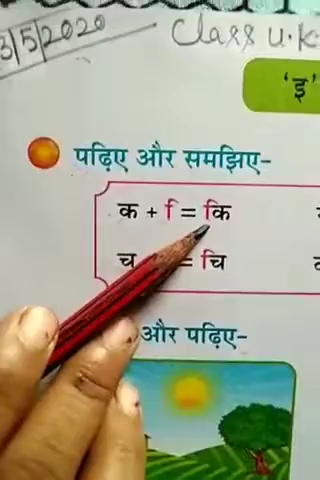 3/5/2020
Class U.K
'इ'
पढ़िए और समझिए-
क + ि = कि
च = चि
और पढ़िए-